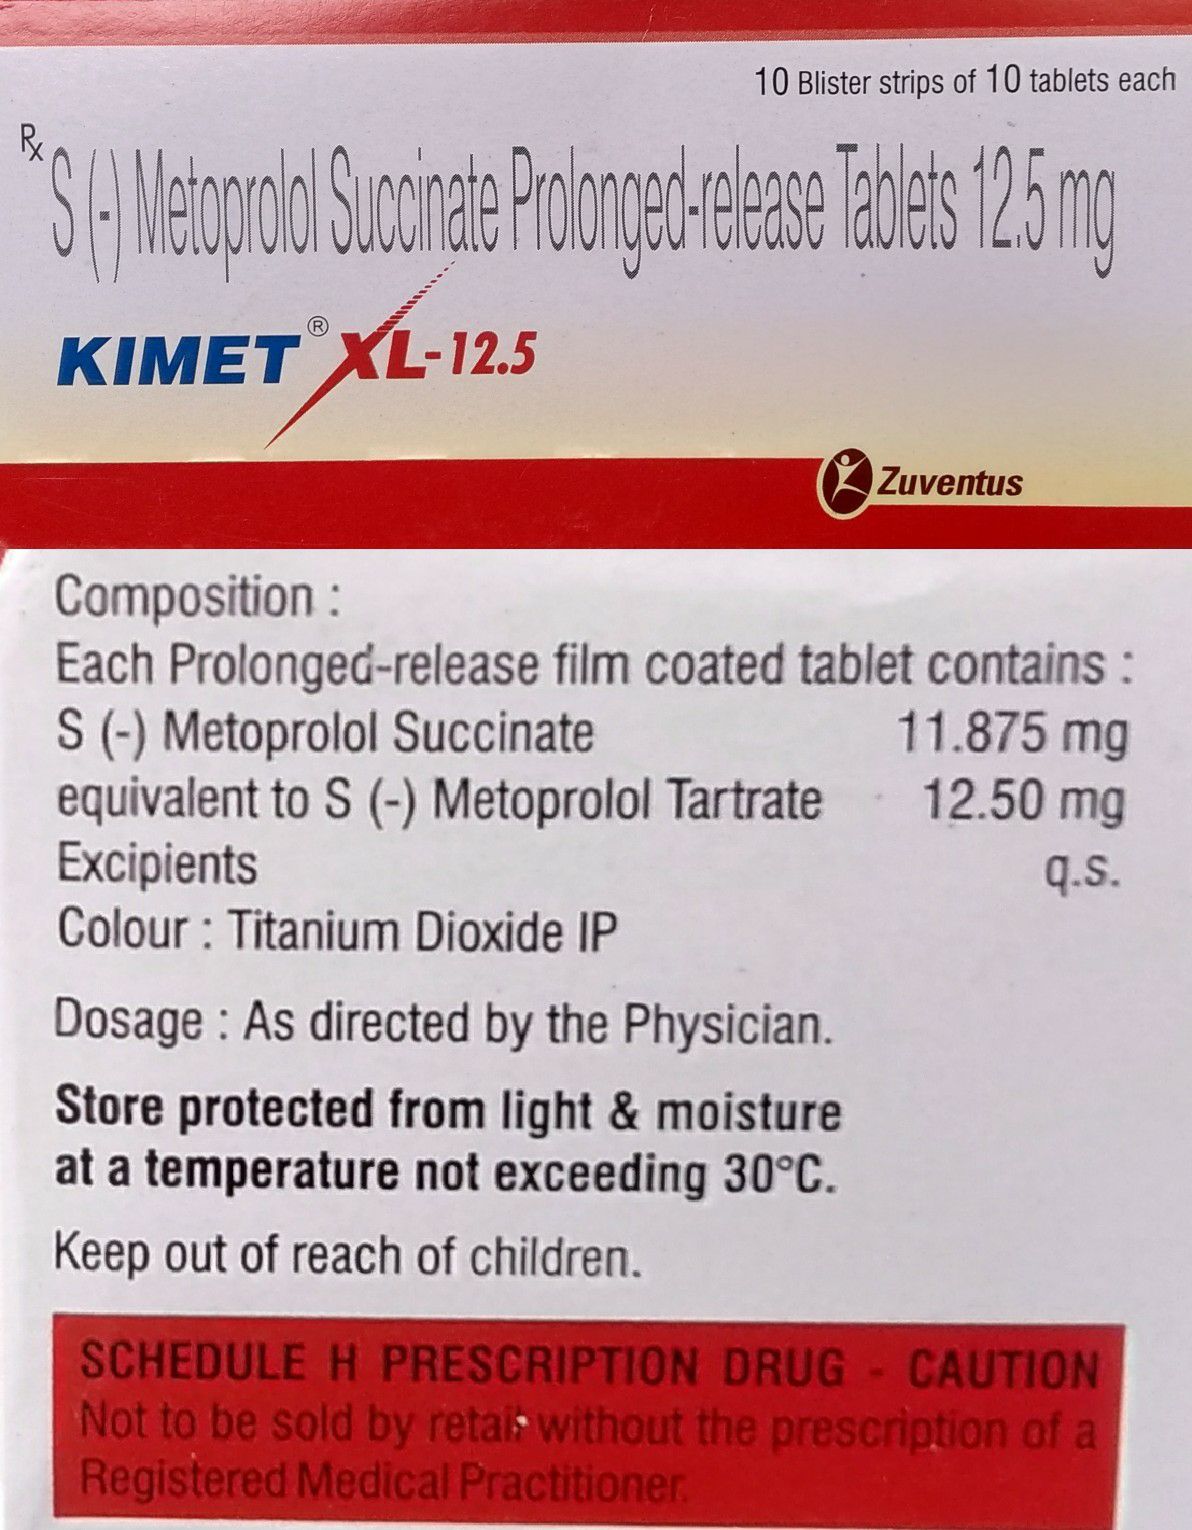 10 Blister strips of 10 tablets each
Rx
S (-) Metoprolol Succinate Prolonged-release Tablets 12.5 mg
KIMET® XL-12.5
Zuventus
Composition :
Each Prolonged-release film coated tablet contains :
S (-) Metoprolol Succinate 11.875 mg
equivalent to S (-) Metoprolol Tartrate 12.50 mg
Excipients q.s.
Colour : Titanium Dioxide IP
Dosage : As directed by the Physician.
Store protected from light & moisture
at a temperature not exceeding 30°C.
Keep out of reach of children.
SCHEDULE H PRESCRIPTION DRUG - CAUTION
Not to be sold by retail without the prescription of a
Registered Medical Practitioner.